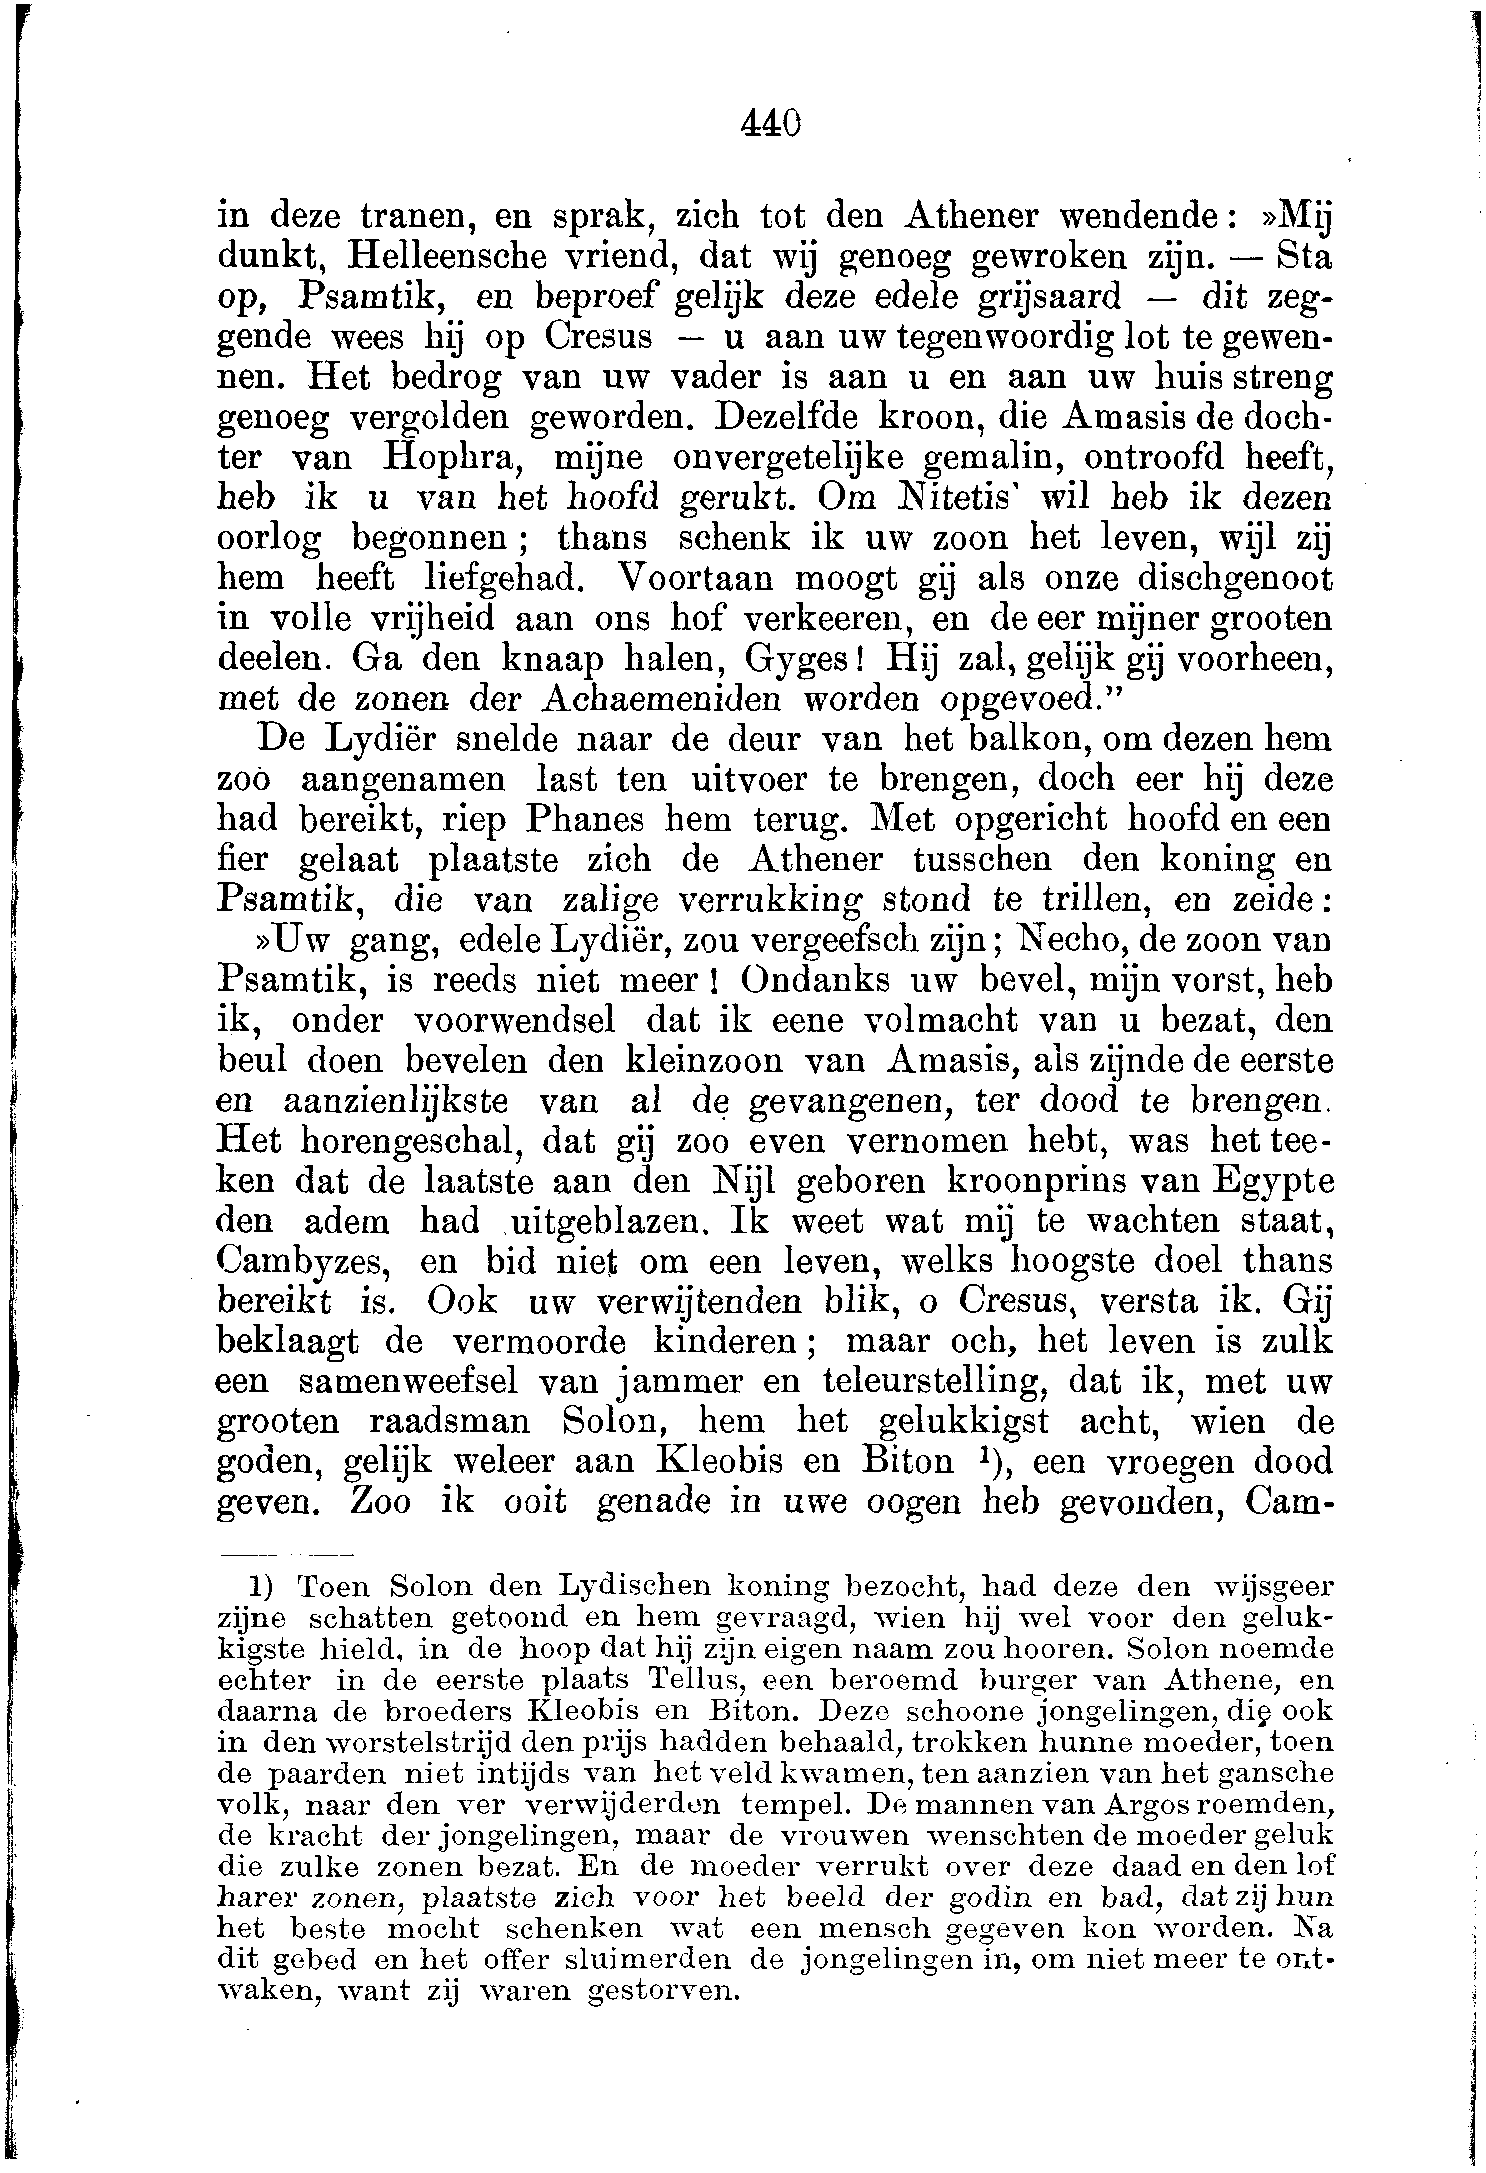 440
in deze tranen, en sprak, zich tot den Athener wendende: »Mij
dunkt, Helleensche vriend, dat wij genoeg gewroken zijn. — Sta
op, Psamtik, en beproef gelijk deze edele grijsaard — dit zeg-
gende wees hij op Cresus — u aan uw tegenwoordig lot te gewen-
nen. Het bedrog van uw vader is aan u en aan uw huis streng
genoeg vergolden geworden. Dezelfde kroon, die Amasis de doch-
ter van Hophra, mijne onvergetelijke gemalin, ontroofd heeft,
heb ik u van het hoofd gerukt. Om Nitetis' wil heb ik dezen
oorlog begonnen; thans schenk ik uw zoon het leven, wijl zij
hem heeft liefgehad. Voortaan moogt gij als onze dischgenoot
in volle vrijheid aan ons hof verkeeren, en de eer mijner grooten
deelen. Ga den knaap halen, Gyges! Hij zal, gelijk gij voorheen,
met de zonen der Achaemeniden worden opgevoed.”
De Lydiër snelde naar de deur van het balkon, om dezen hem
zoo aangenamen last ten uitvoer te brengen, doch eer hij deze
had bereikt, riep Phanes hem terug. Met opgericht hoofd en een
fier gelaat plaatste zich de Athener tusschen den koning en
Psamtik, die van zalige verrukking stond te trillen, en zeide:
»Uw gang, edele Lydiër, zou vergeefsch zijn; Necho, de zoon van
Psamtik, is reeds niet meer! Ondanks uw bevel, mijn vorst, heb
ik, onder voorwendsel dat ik eene volmacht van u bezat, den
beul doen bevelen den kleinzoon van Amasis, als zijnde de eerste
en aanzienlijkste van al de gevangenen, ter dood te brengen.
Het horengeschal, dat gij zoo even vernomen hebt, was het tee-
ken dat de laatste aan den Nijl geboren kroonprins van Egypte
den adem had uitgeblazen. Ik weet wat mij te wachten staat,
Cambyzes, en bid niet om een leven, welks hoogste doel thans
bereikt is. Ook uw verwijtenden blik, o Cresus, versta ik. Gij
beklaagt de vermoorde kinderen; maar och, het leven is zulk
een samenweefsel van jammer en teleurstelling, dat ik, met uw
grooten raadsman Solon, hem het gelukkigst acht, wien de
goden, gelijk weleer aan Kleobis en Biton ¹), een vroegen dood
geven. Zoo ik ooit genade in uwe oogen heb gevonden, Cam-
1) Toen Solon den Lydischen koning bezocht, had deze den wijsgeer
zijne schatten getoond en hem gevraagd, wien hij wel voor den geluk-
kigste hield, in de hoop dat hij zijn eigen naam zou hooren. Solon noemde
echter in de eerste plaats Tellus, een beroemd burger van Athene, en
daarna de broeders Kleobis en Biton. Deze schoone jongelingen, die ook
in den worstelstrijd den prijs hadden behaald, trokken hunne moeder, toen
de paarden niet intijds van het veld kwamen, ten aanzien van het gansche
volk, naar den ver verwijderden tempel. De mannen van Argos roemden,
de kracht der jongelingen, maar de vrouwen wenschten de moeder geluk
die zulke zonen bezat. En de moeder verrukt over deze daad en den lof
harer zonen, plaatste zich voor het beeld der godin en bad, dat zij hun
het beste mocht schenken wat een mensch gegeven kon worden. Na
dit gebed en het offer sluimerden de jongelingen in, om niet meer te ont-
waken, want zij waren gestorven.